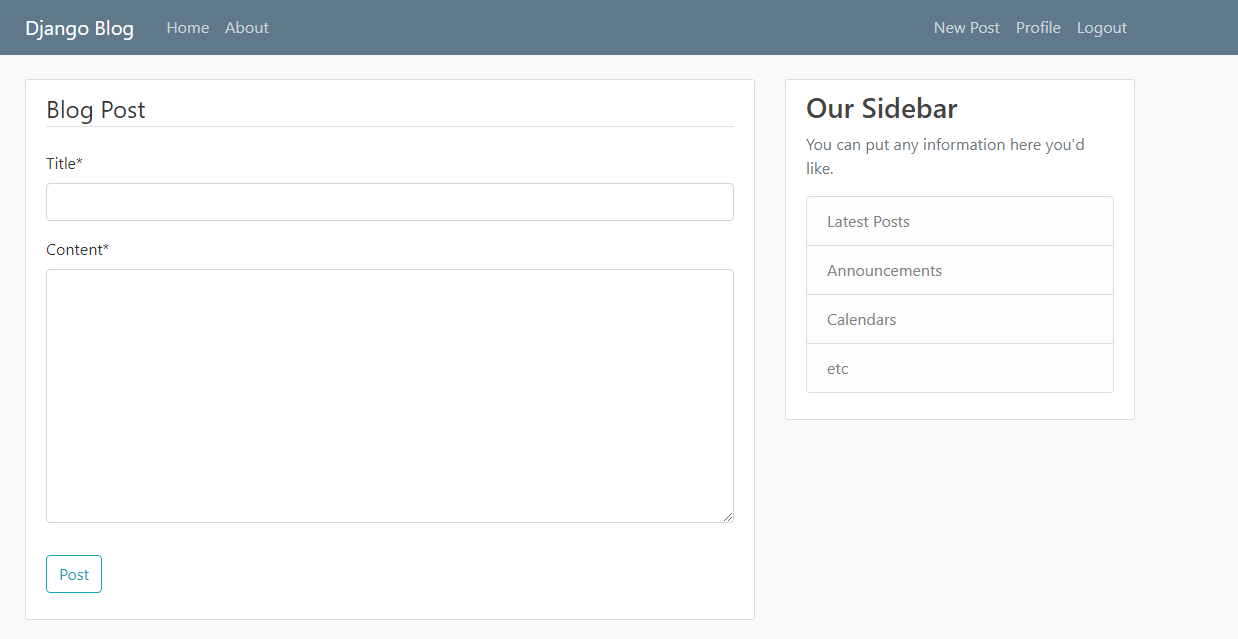 Django Blog Home About New Post Profile Logout
Blog Post
Title*
Content*
Post
Our Sidebar
You can put any information here you'd
like.
Latest Posts
Announcements
Calendars
etc